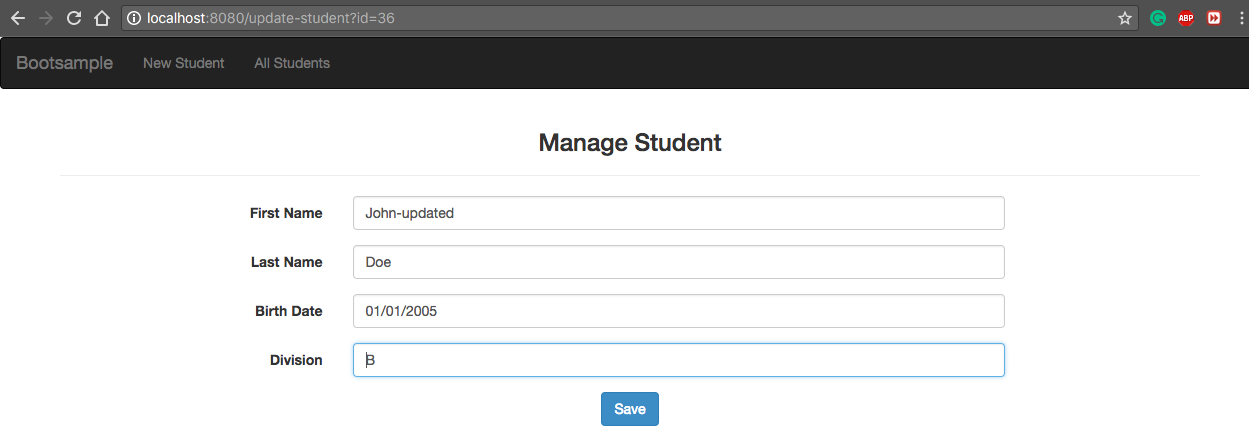 localhost:8080/update-student?id=36
ABP
Bootsample New Student All Students
Manage Student
First Name John-updated
Last Name Doe
Birth Date 01/01/2005
Division B
Save